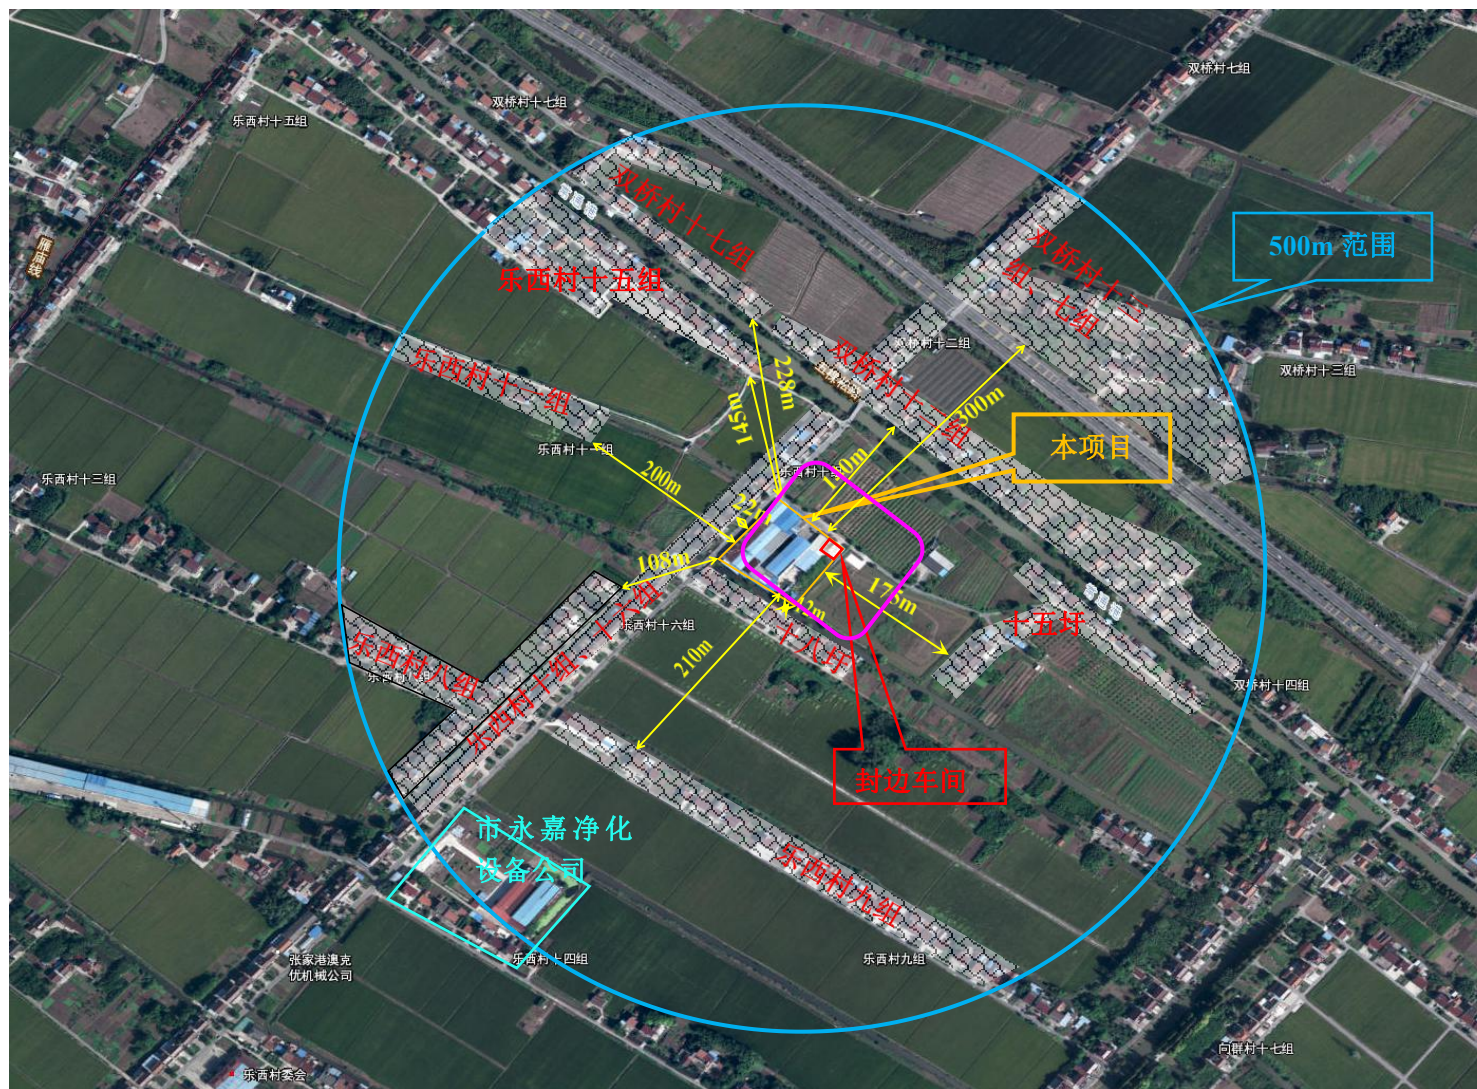 双桥村七组
双桥村十七组
乐西村十五组
双桥村十七组
雁庙线
500m 范围
双桥村十三
组、七组
乐西村十五组
双桥村十二组
双桥村十三组
乐西村十一组
双桥村十二组
228m
145m
300m
本项目
乐西村十一组
乐西村十三组
200m
108m
175m
42m
十五圩
乐西村十六组
十八圩
乐西村八组
乐西村十组、十六组
210m
双桥村十四组
封边车间
市永嘉净化
设备公司
乐西村九组
乐西村九组
乐西村十四组
张家港澳克
优机械公司
向群村十七组
乐西村委会